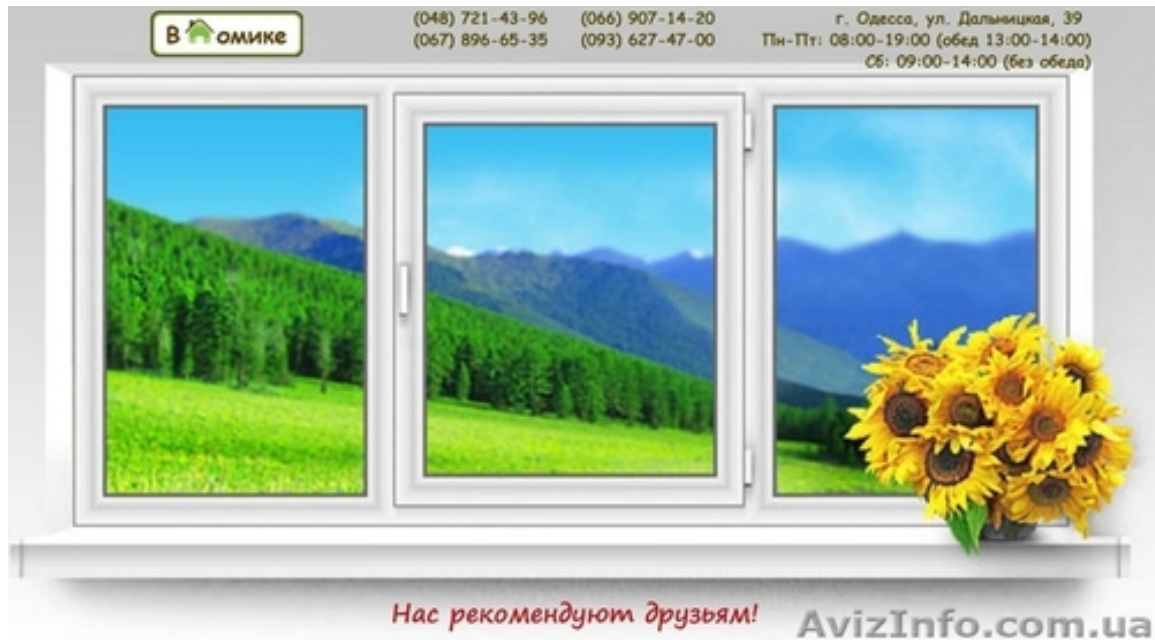 В омике
(048) 721-43-96 (066) 907-14-20
(067) 896-65-35 (093) 627-47-00
г. Одесса, ул. Дальницкая, 39
Пн-Пт: 08:00-19:00 (обед 13:00-14:00)
Сб: 09:00-14:00 (без обеда)
Нас рекомендуют друзьям!
AvizInfo.com.ua